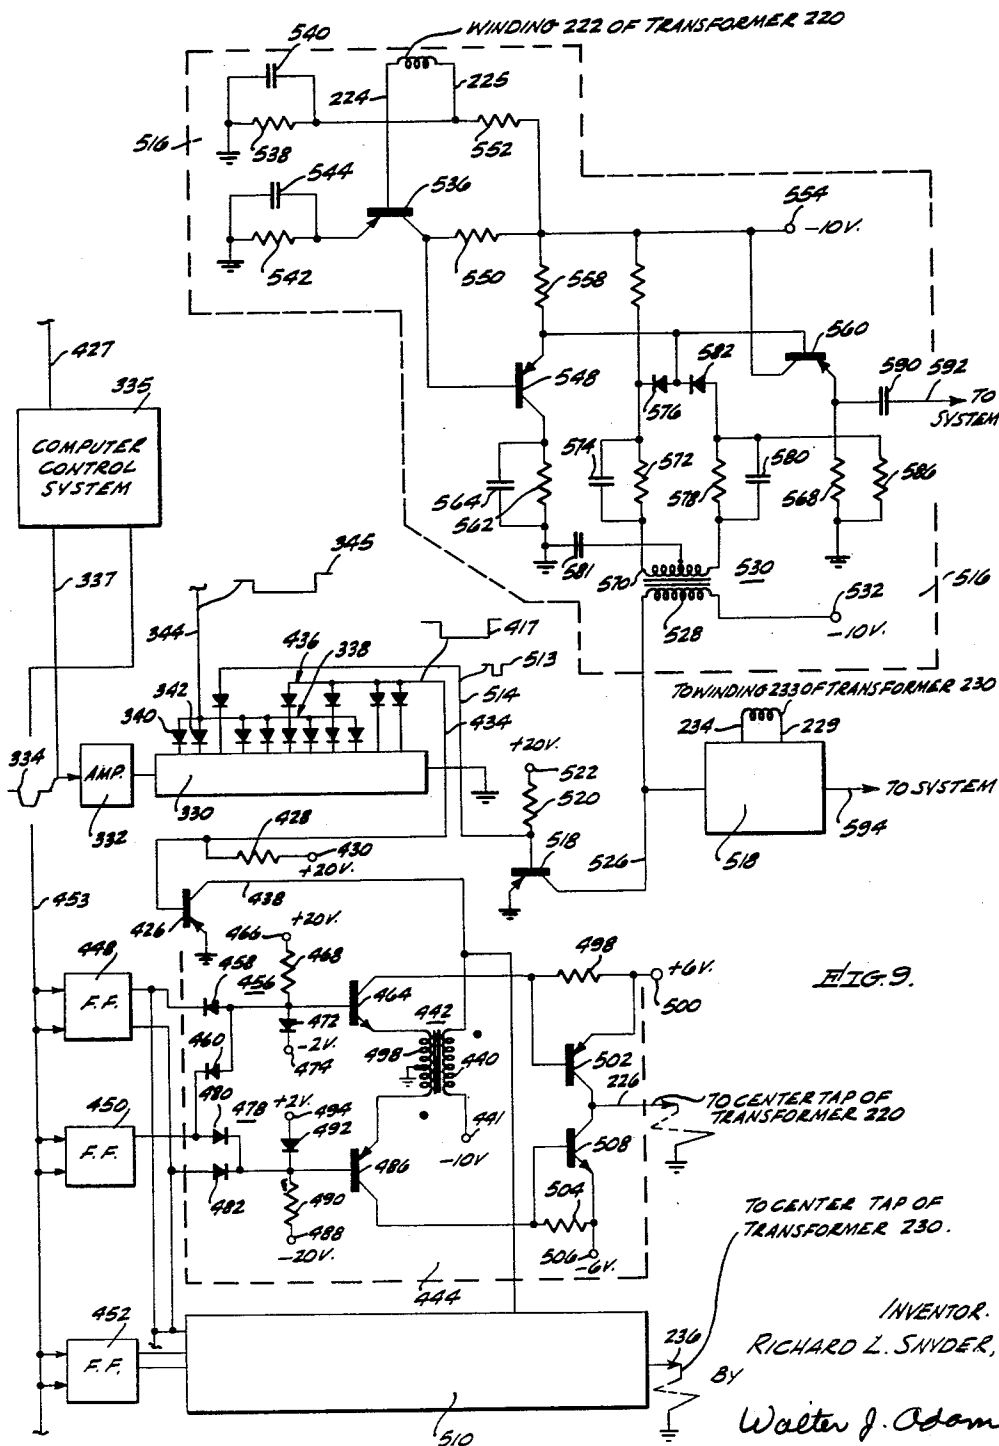 WINDING 222 OF TRANSFORMER 220
540
224
225
516
538
552
544
536
554
-10V.
542
550
558
427
335
COMPUTER
CONTROL
SYSTEM
548
582
576
560
590
592
TO
SYSTEM
574
572
580
564
562
578
568
586
581
570
530
516
337
345
344
528
532
-10V.
417
513
436
338
514
434
342
340
TO WINDING 233 OF TRANSFORMER 230
234
229
334
AMP.
332
330
+20V.
522
520
518
TO SYSTEM
594
518
526
428
430
+20V.
453
438
426
+20V.
466
468
448
F.F.
458
456
464
498
+6V.
500
FIG. 9.
472
-2V.
474
442
498
440
460
502
226
TO CENTER TAP OF
TRANSFORMER 220
450
F.F.
480
478
+2V.
494
492
441
-10V
508
482
486
490
488
-20V.
504
506
-6V.
TO CENTER TAP OF
TRANSFORMER 230.
444
452
F.F.
236
510
INVENTOR.
RICHARD L. SNYDER,
BY
Walter J. Adam